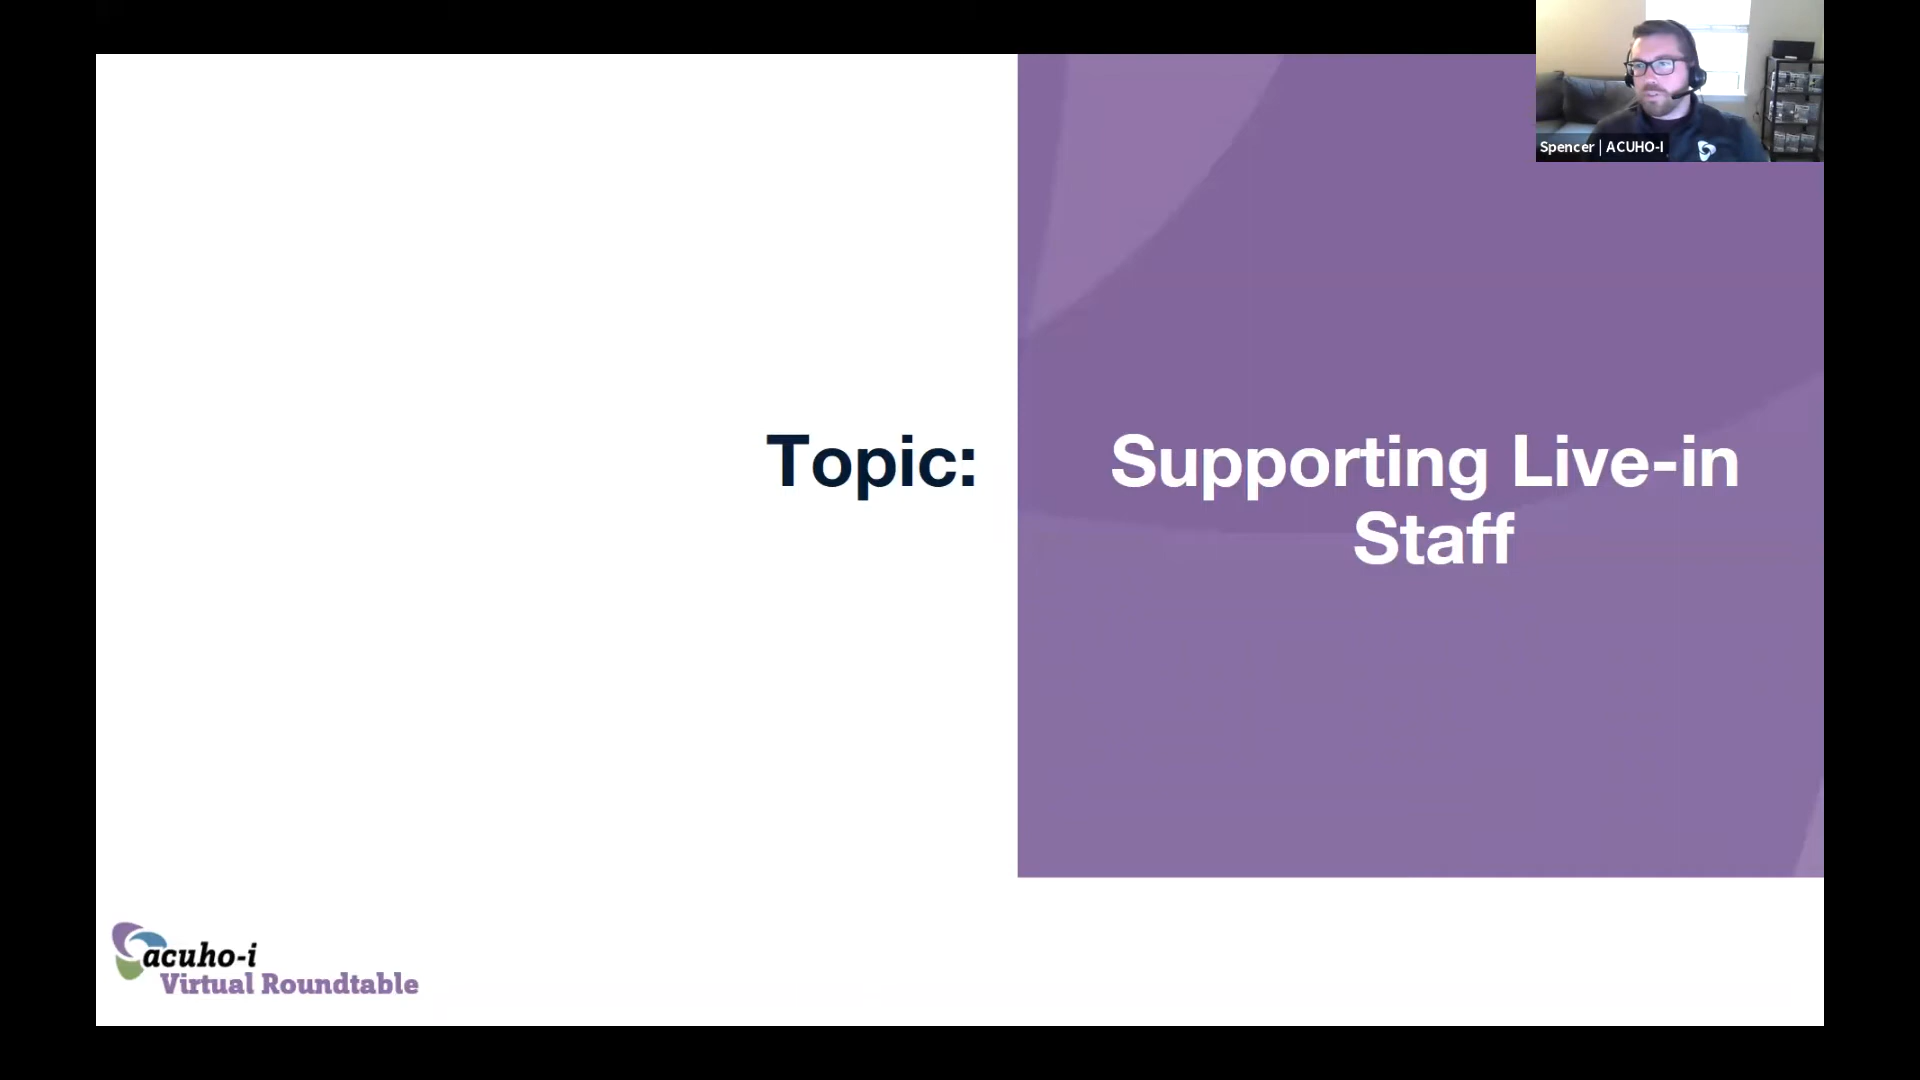 Spencer | ACUHO-I
Topic:
Supporting Live-in
Staff
acuho-i
Virtual Roundtable